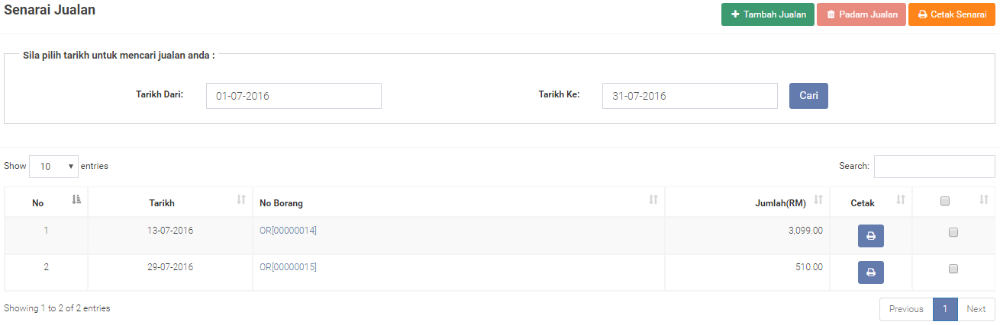 Senarai Jualan
Tambah Jualan Padam Jualan Cetak Senarai
Sila pilih tarikh untuk mencari jualan anda :
Tarikh Dari: 01-07-2016 Tarikh Ke: 31-07-2016 Cari
Show 10 entries Search:
No Tarikh No Borang Jumlah(RM) Cetak
1 13-07-2016 OR[00000014] 3,099.00
2 29-07-2016 OR[00000015] 510.00
Showing 1 to 2 of 2 entries Previous 1 Next